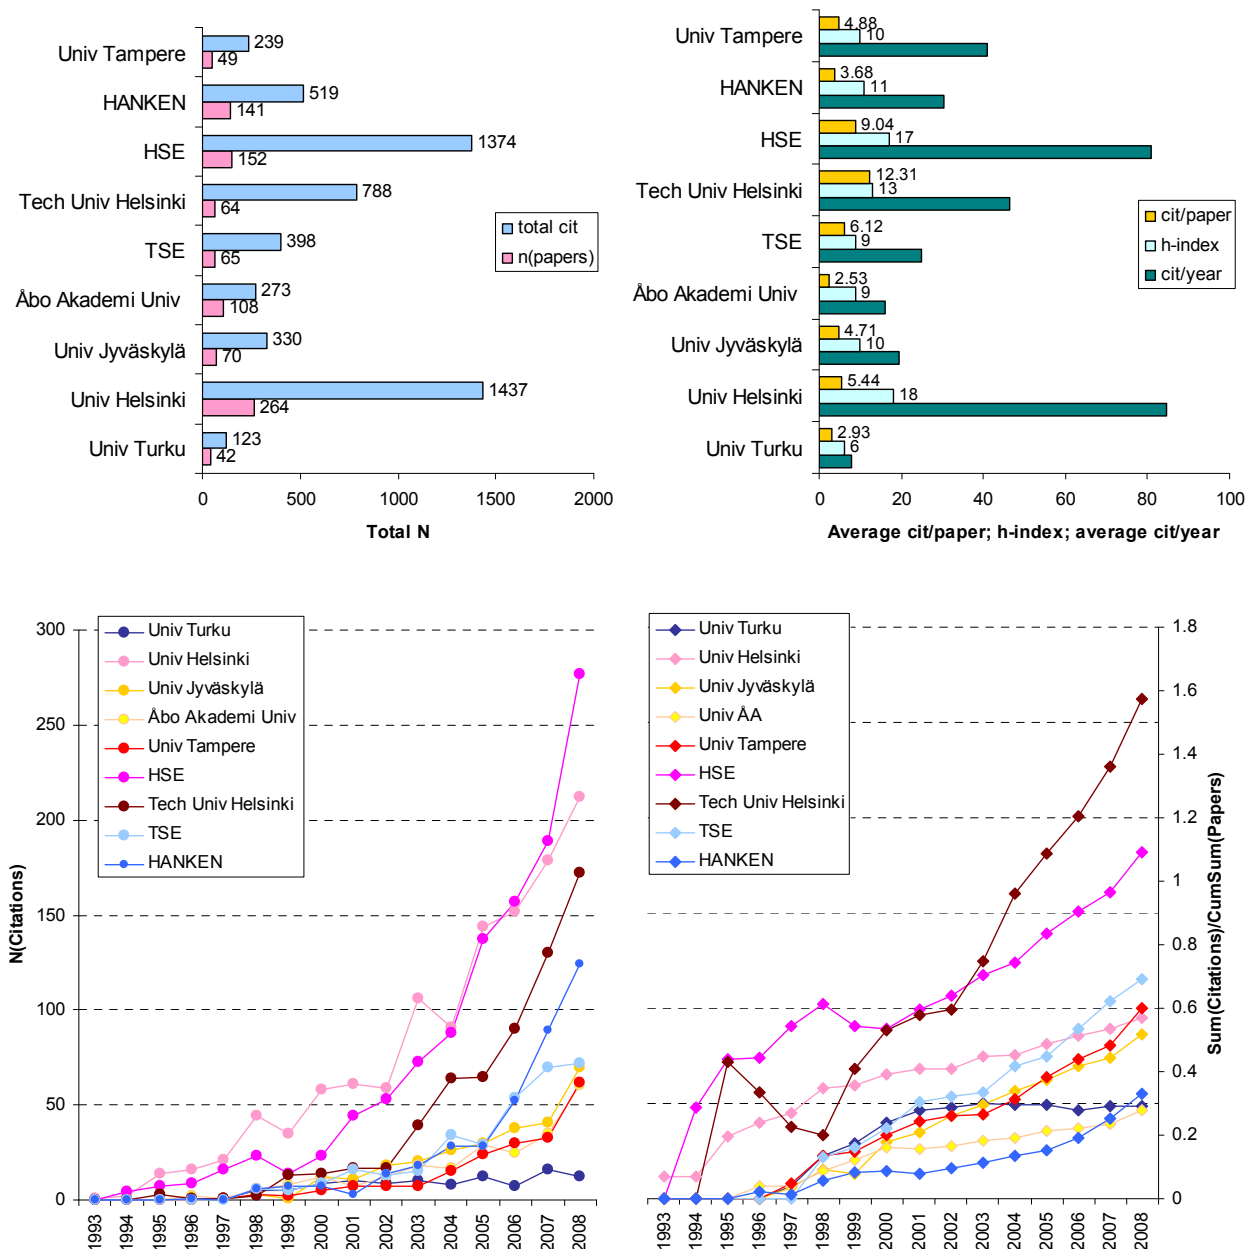 Univ Tampere
239
49
HANKEN
519
141
HSE
1374
152
Tech Univ Helsinki
788
64
TSE
398
65
Åbo Akademi Univ
273
108
Univ Jyväskylä
330
70
Univ Helsinki
1437
264
Univ Turku
123
42
total cit
n(papers)
0 500 1000 1500 2000
Total N
Univ Tampere
4.88
10
HANKEN
3.68
11
HSE
9.04
17
Tech Univ Helsinki
12.31
13
TSE
6.12
9
Åbo Akademi Univ
2.53
9
Univ Jyväskylä
4.71
10
Univ Helsinki
5.44
18
Univ Turku
2.93
6
cit/paper
h-index
cit/year
0 20 40 60 80 100
Average cit/paper; h-index; average cit/year
N(Citations)
300
250
200
150
100
50
0
Univ Turku
Univ Helsinki
Univ Jyväskylä
Åbo Akademi Univ
Univ Tampere
HSE
Tech Univ Helsinki
TSE
HANKEN
1993 1994 1995 1996 1997 1998 1999 2000 2001 2002 2003 2004 2005 2006 2007 2008
Univ Turku
Univ Helsinki
Univ Jyväskylä
Univ ÅA
Univ Tampere
HSE
Tech Univ Helsinki
TSE
HANKEN
1.8
1.6
1.4
1.2
1
0.8
0.6
0.4
0.2
0
Sum(Citations)/CumSum(Papers)
1993 1994 1995 1996 1997 1998 1999 2000 2001 2002 2003 2004 2005 2006 2007 2008